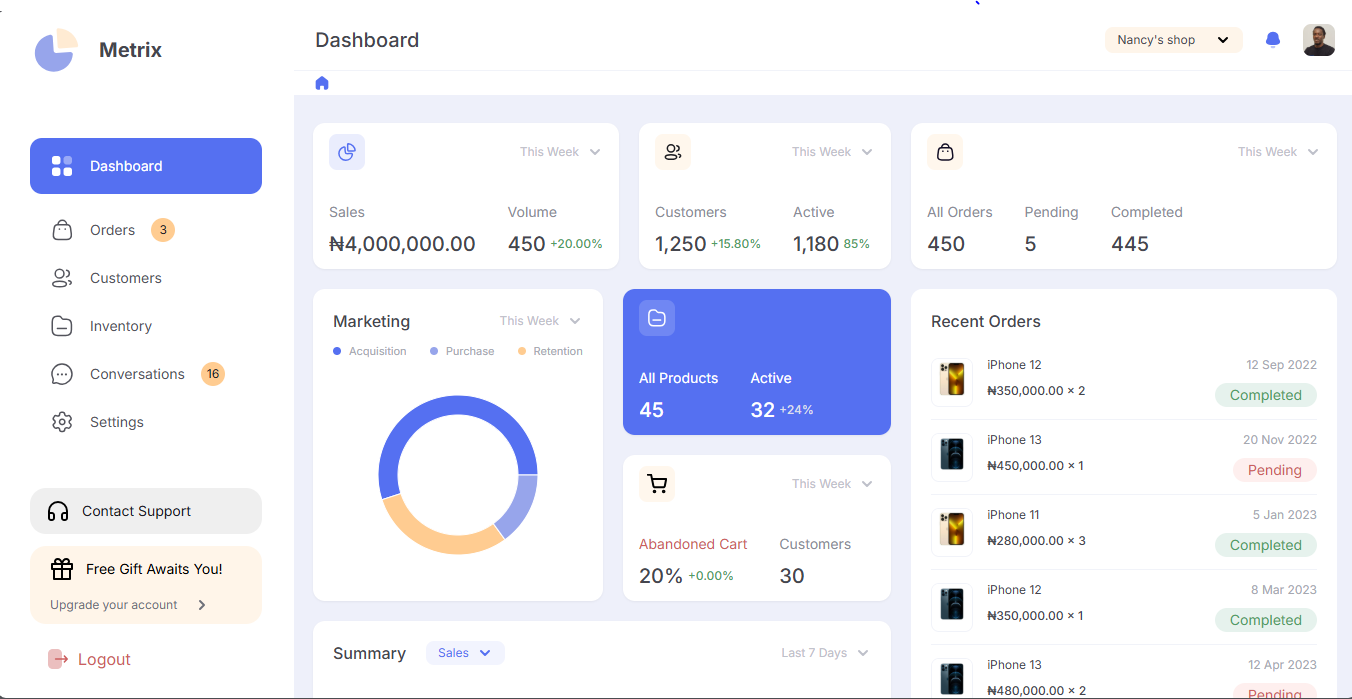 Metrix
Dashboard
Nancy's shop
Dashboard
Orders 3
Customers
Inventory
Conversations 16
Settings
Contact Support
Free Gift Awaits You!
Upgrade your account
Logout
This Week
Sales Volume
₦4,000,000.00 450 +20.00%
This Week
Customers Active
1,250 +15.80% 1,180 85%
This Week
All Orders Pending Completed
450 5 445
Marketing This Week
Acquisition Purchase Retention
All Products Active
45 32 +24%
This Week
Abandoned Cart Customers
20% +0.00% 30
Summary Sales Last 7 Days
Recent Orders
iPhone 12 12 Sep 2022
₦350,000.00 × 2 Completed
iPhone 13 20 Nov 2022
₦450,000.00 × 1 Pending
iPhone 11 5 Jan 2023
₦280,000.00 × 3 Completed
iPhone 12 8 Mar 2023
₦350,000.00 × 1 Completed
iPhone 13 12 Apr 2023
₦480,000.00 × 2 Pending